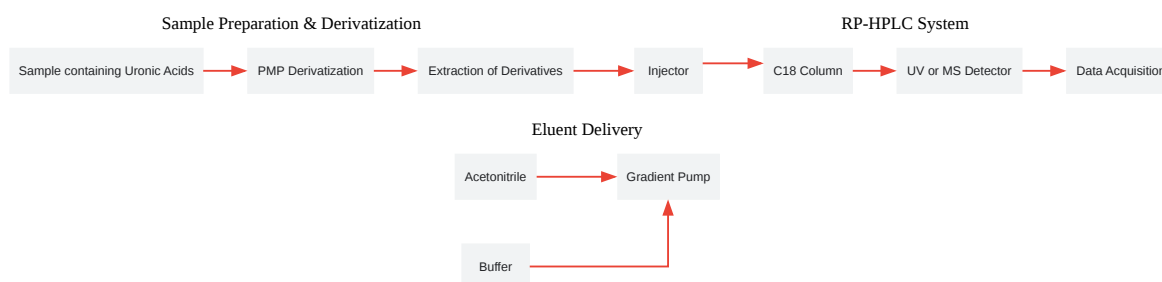 Sample Preparation & Derivatization
RP-HPLC System
Sample containing Uronic Acids
PMP Derivatization
Extraction of Derivatives
Injector
C18 Column
UV or MS Detector
Data Acquisition
Eluent Delivery
Acetonitrile
Gradient Pump
Buffer